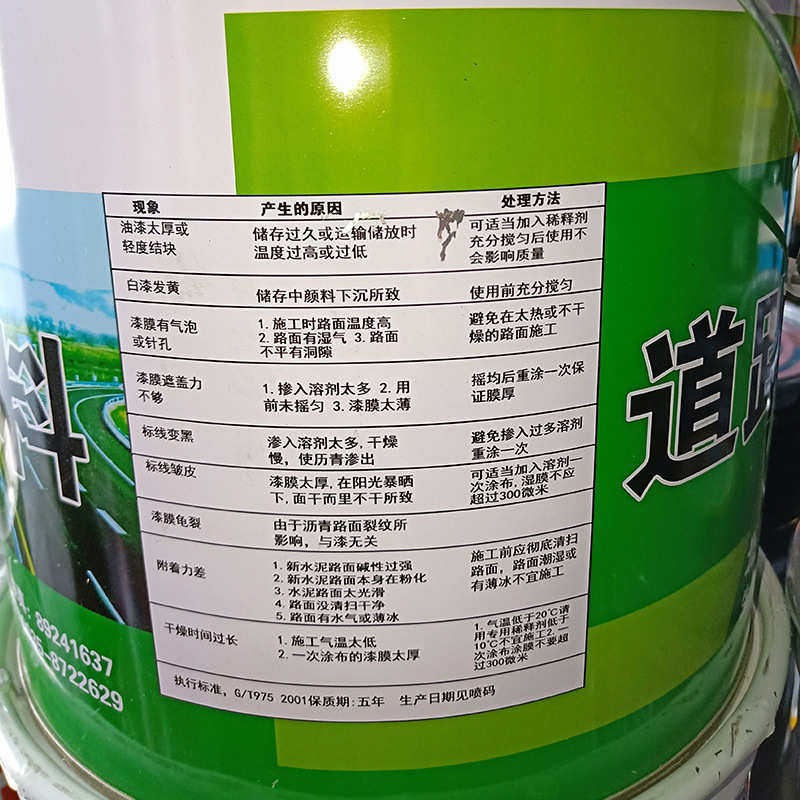 现象 产生的原因 处理方法
油漆太厚或 储存过久或运输储放时 可适当加入稀释剂
轻度结块 温度过高或过低 充分搅匀后使用不
会影响质量
白漆发黄 储存中颜料下沉所致 使用前充分搅匀
漆膜有气泡 1.施工时路面温度高 避免在太热或不干
或针孔 2.路面有湿气 3.路面 燥的路面施工
不平有洞隙
漆膜遮盖力 1.掺入溶剂太多 2.用 摇均后重涂一次保
不够 前未摇匀 3.漆膜太薄 证膜厚
标线变黑 渗入溶剂太多,干燥 避免掺入过多溶剂
慢,使历青渗出 重涂一次
标线皱皮 漆膜太厚,在阳光暴晒 可适当加入溶剂一
下,面干而里不干所致 次涂布,湿膜不应
超过300微米
漆膜龟裂 由于沥青路面裂纹所
影响,与漆无关
附着力差 1.新水泥路面碱性过强 施工前应彻底清扫
2.新水泥路面本身在粉化 路面,路面潮湿或
3.水泥路面太光滑 有薄冰不宜施工
4.路面没清扫干净
5.路面有水气或薄冰
干燥时间过长 1.施工气温太低 1.气温低于20℃请
2.一次涂布的漆膜太厚 用专用稀释剂低于
10℃不宜施工2.一
次涂布涂膜不要超
过300微米
执行标准,G/T975 2001保质期:五年 生产日期见喷码
料
道路
:89241637
8722629